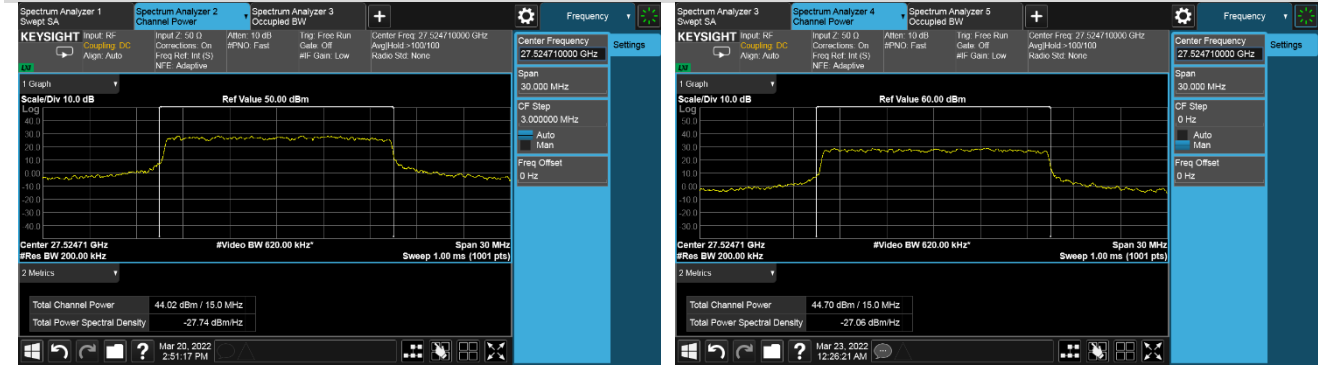 Spectrum Analyzer 1
Swept SA
Spectrum Analyzer 2
Channel Power
Spectrum Analyzer 3
Occupied BW
Frequency
KEYSIGHT
Input: RF
Coupling: DC
Align: Auto
Input Z: 50 Ω
Corrections: On
Freq Ref: Int (S)
NFE: Adaptive
Atten: 10 dB
#PNO: Fast
Trig: Free Run
Gate: Off
#IF Gain: Low
Center Freq: 27.524710000 GHz
Avg|Hold:>100/100
Radio Std: None
LXI
1 Graph
Scale/Div 10.0 dB
Ref Value 50.00 dBm
Log
40.0
30.0
20.0
10.0
0.00
-10.0
-20.0
-30.0
-40.0
Center 27.52471 GHz
#Video BW 620.00 kHz*
Span 30 MHz
#Res BW 200.00 kHz
Sweep 1.00 ms (1001 pts)
2 Metrics
Total Channel Power
44.02 dBm / 15.0 MHz
Total Power Spectral Density
-27.74 dBm/Hz
Mar 20, 2022
2:51:17 PM
Center Frequency
27.524710000 GHz
Settings
Span
30.000 MHz
CF Step
3.000000 MHz
Auto
Man
Freq Offset
0 Hz
Spectrum Analyzer 3
Swept SA
Spectrum Analyzer 4
Channel Power
Spectrum Analyzer 5
Occupied BW
Frequency
KEYSIGHT
Input: RF
Coupling: DC
Align: Auto
Input Z: 50 Ω
Corrections: On
Freq Ref: Int (S)
NFE: Adaptive
Atten: 10 dB
#PNO: Fast
Trig: Free Run
Gate: Off
#IF Gain: Low
Center Freq: 27.524710000 GHz
Avg|Hold:>100/100
Radio Std: None
LXI
1 Graph
Scale/Div 10.0 dB
Ref Value 60.00 dBm
Log
50.0
40.0
30.0
20.0
10.0
0.00
-10.0
-20.0
-30.0
Center 27.52471 GHz
#Video BW 620.00 kHz*
Span 30 MHz
#Res BW 200.00 kHz
Sweep 1.00 ms (1001 pts)
2 Metrics
Total Channel Power
44.70 dBm / 15.0 MHz
Total Power Spectral Density
-27.06 dBm/Hz
Mar 23, 2022
12:26:21 AM
Center Frequency
27.524710000 GHz
Settings
Span
30.000 MHz
CF Step
0 Hz
Auto
Man
Freq Offset
0 Hz